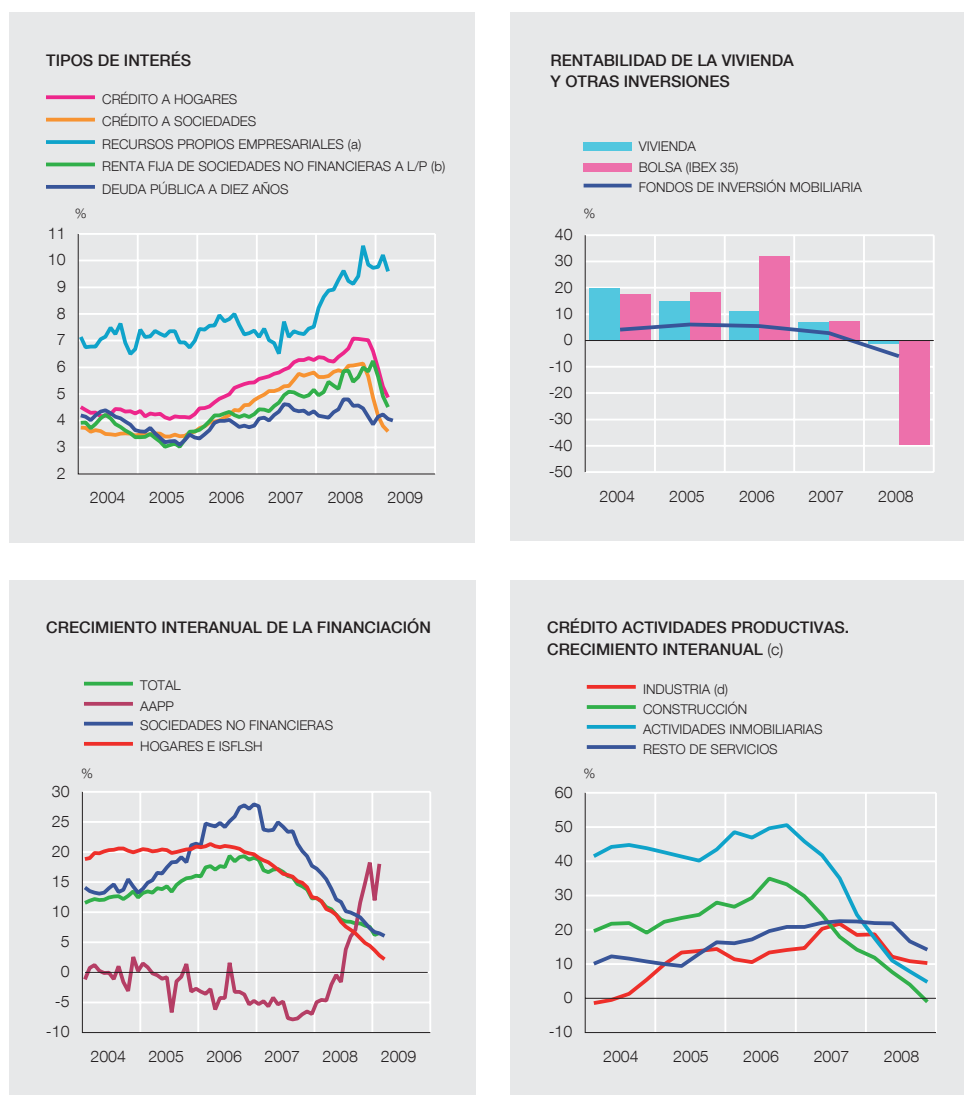 TIPOS DE INTERÉS
CRÉDITO A HOGARES
CRÉDITO A SOCIEDADES
RECURSOS PROPIOS EMPRESARIALES (a)
RENTA FIJA DE SOCIEDADES NO FINANCIERAS A L/P (b)
DEUDA PÚBLICA A DIEZ AÑOS
%
11
10
9
8
7
6
5
4
3
2
2004 2005 2006 2007 2008 2009
RENTABILIDAD DE LA VIVIENDA
Y OTRAS INVERSIONES
VIVIENDA
BOLSA (IBEX 35)
FONDOS DE INVERSIÓN MOBILIARIA
%
40
30
20
10
0
-10
-20
-30
-40
-50
2004 2005 2006 2007 2008
CRECIMIENTO INTERANUAL DE LA FINANCIACIÓN
TOTAL
AAPP
SOCIEDADES NO FINANCIERAS
HOGARES E ISFLSH
%
30
25
20
15
10
5
0
-5
-10
2004 2005 2006 2007 2008 2009
CRÉDITO ACTIVIDADES PRODUCTIVAS.
CRECIMIENTO INTERANUAL (c)
INDUSTRIA (d)
CONSTRUCCIÓN
ACTIVIDADES INMOBILIARIAS
RESTO DE SERVICIOS
%
60
50
40
30
20
10
0
-10
2004 2005 2006 2007 2008